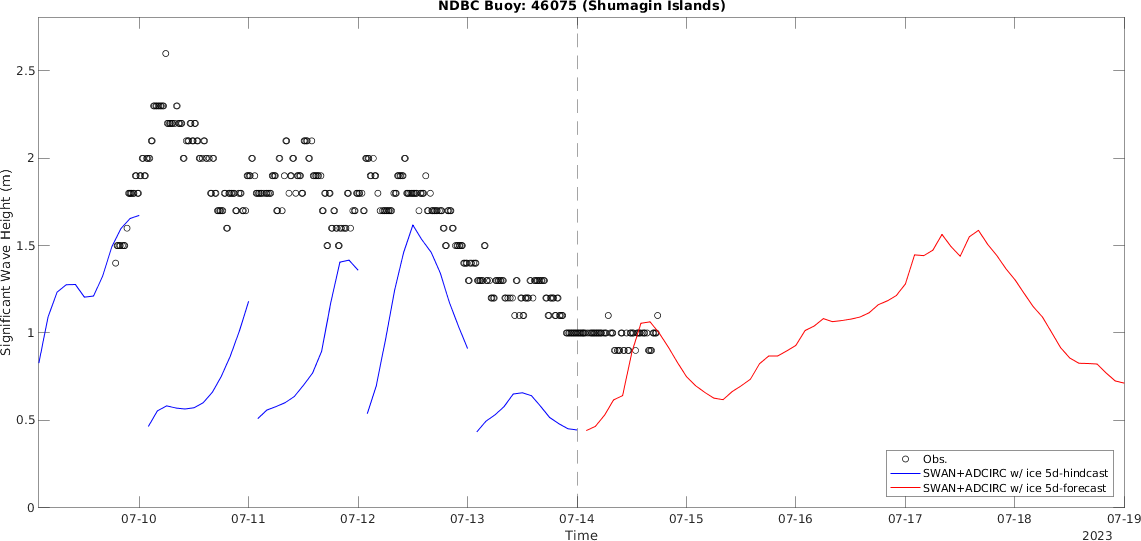 NDBC Buoy: 46075 (Shumagin Islands)
2.5
2
1.5
1
0.5
0
Significant Wave Height (m)
Obs.
SWAN+ADCIRC w/ ice 5d-hindcast
SWAN+ADCIRC w/ ice 5d-forecast
07-10 07-11 07-12 07-13 07-14 07-15 07-16 07-17 07-18 07-19
Time
2023